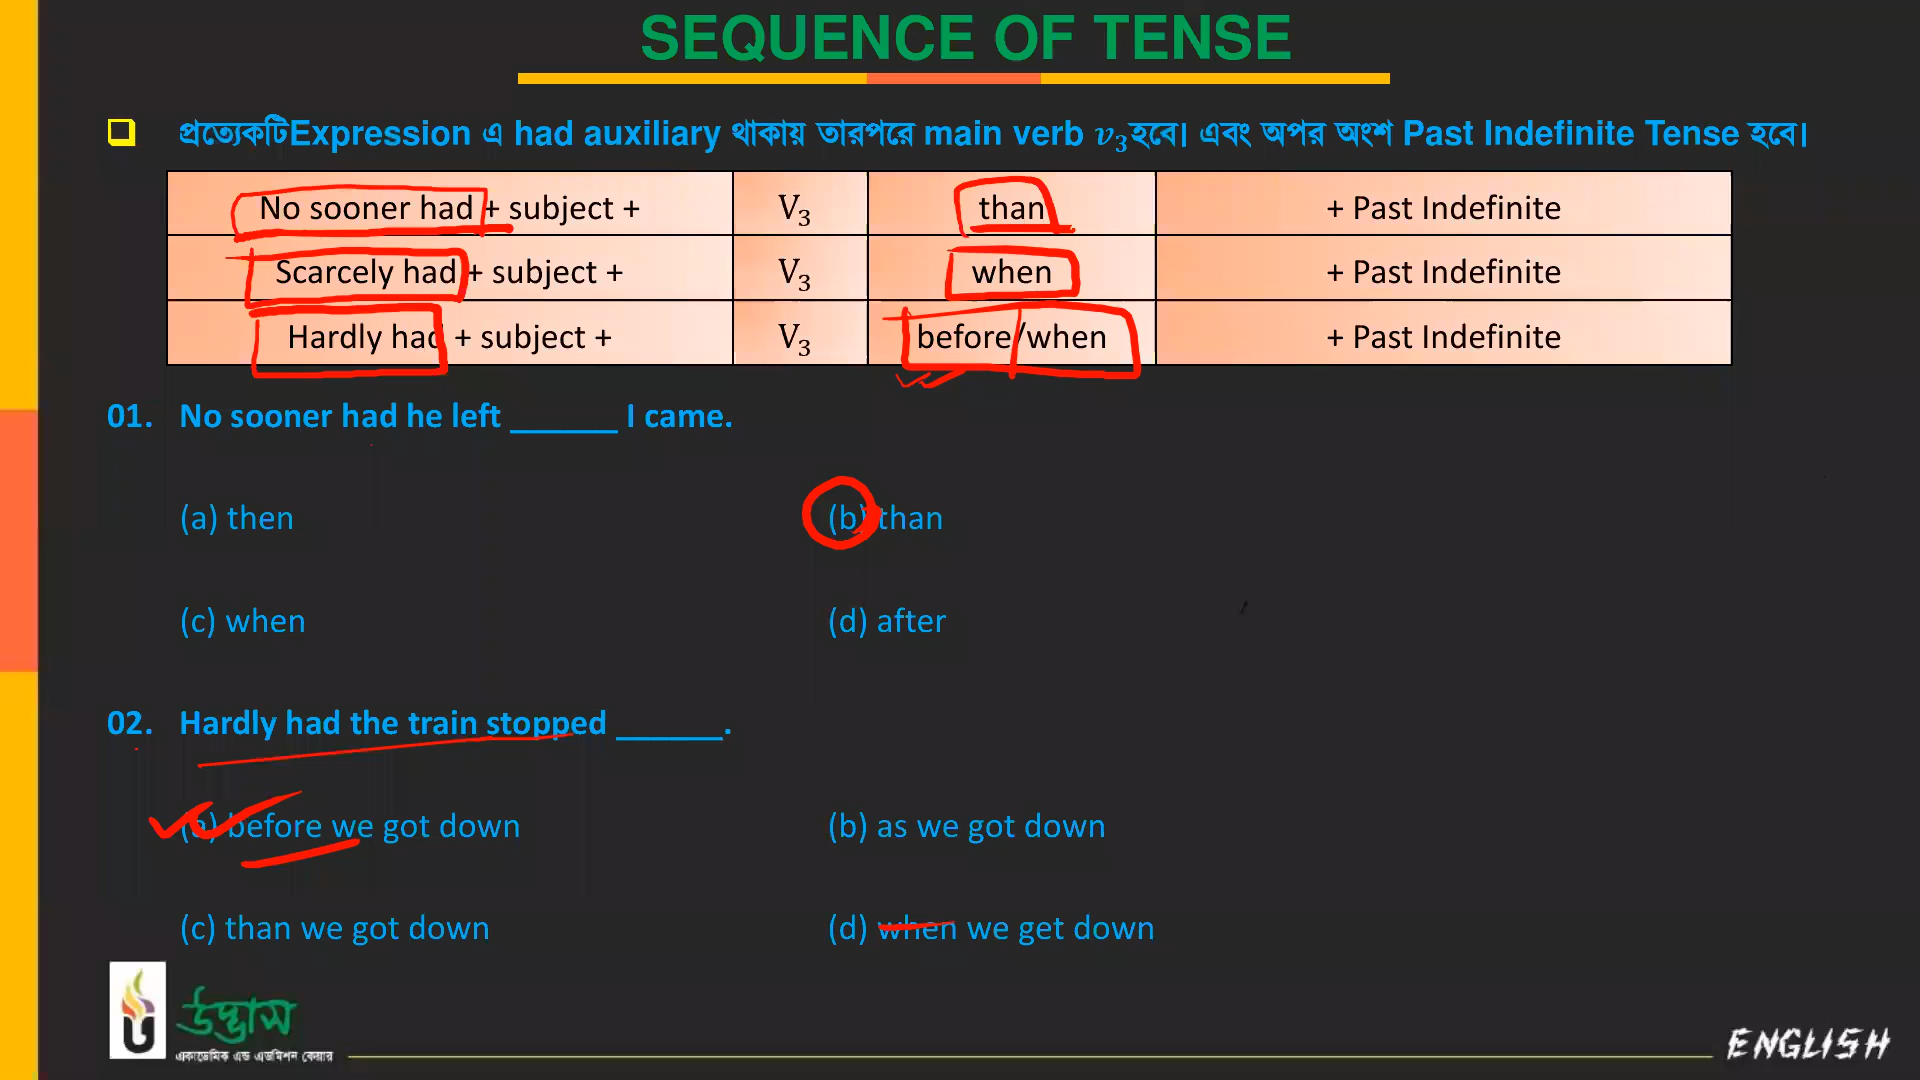 SEQUENCE OF TENSE
প্রত্যেকটিExpression এ had auxiliary থাকায় তারপরে main verb v₃হবে। এবং অপর অংশ Past Indefinite Tense হবে।
No sooner had + subject + V₃ than + Past Indefinite
Scarcely had + subject + V₃ when + Past Indefinite
Hardly had + subject + V₃ before/when + Past Indefinite
01. No sooner had he left ______ I came.
(a) then (b) than
(c) when (d) after
02. Hardly had the train stopped ______.
(a) before we got down (b) as we got down
(c) than we got down (d) when we get down
উদ্ভাস
একাডেমিক এন্ড এডমিশন কেয়ার
ENGLISH